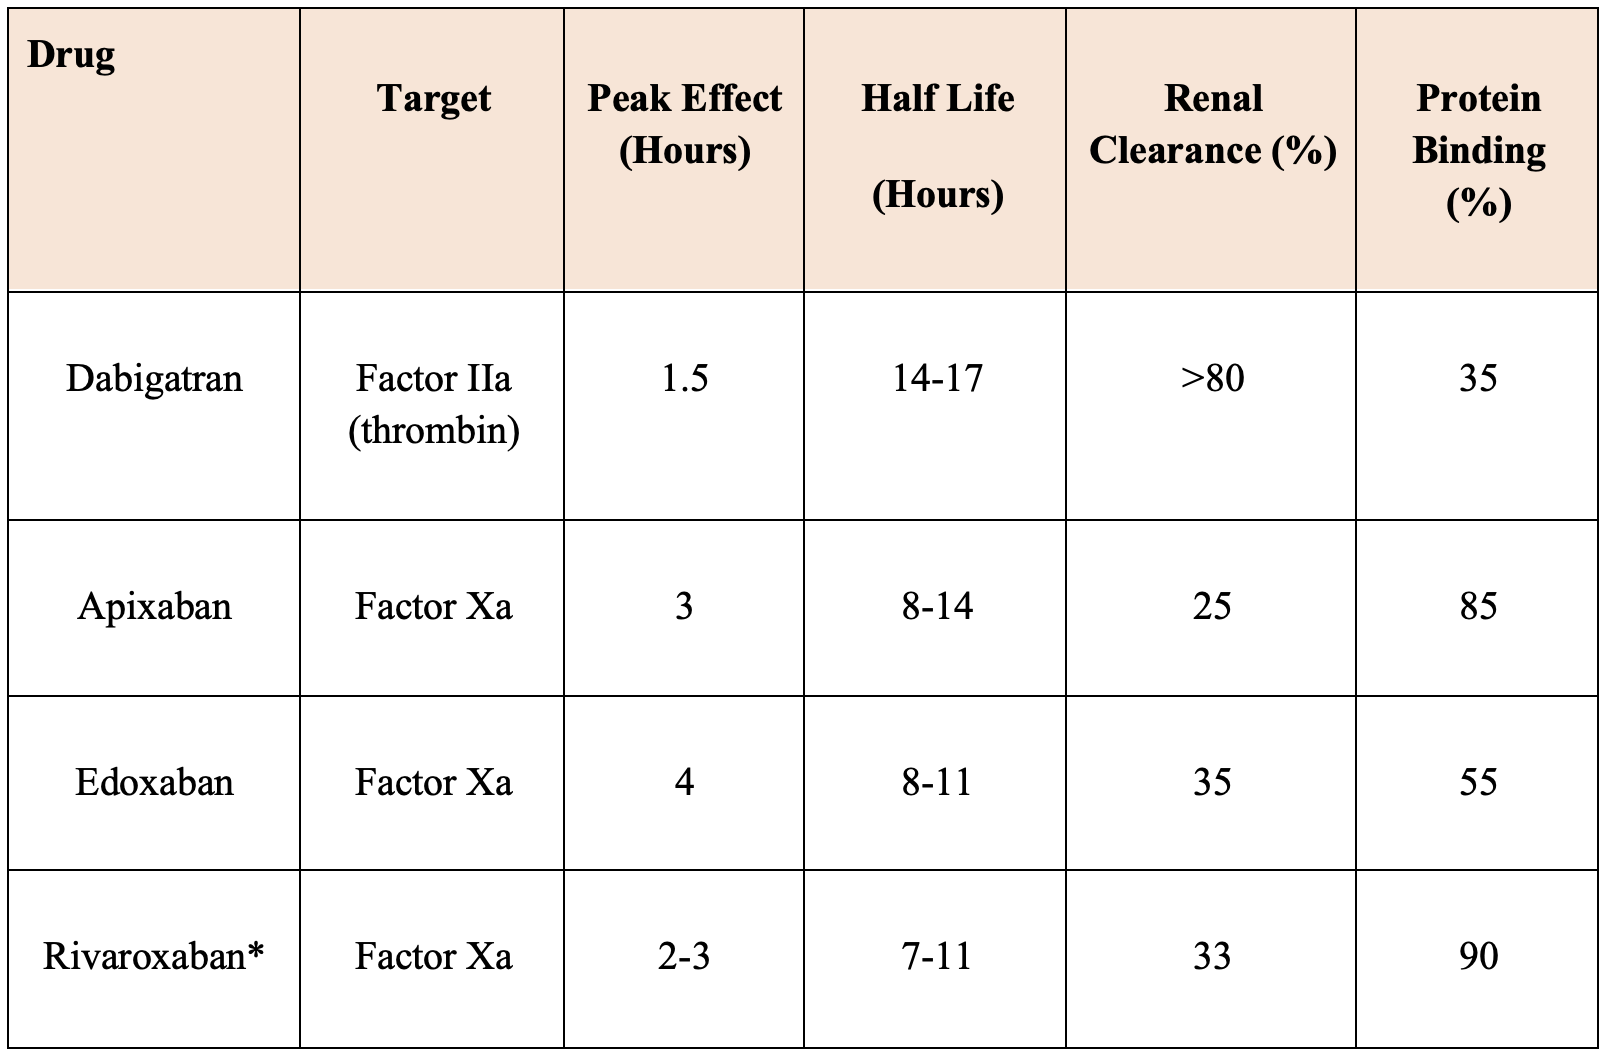 Drug
Target
Peak Effect
(Hours)
Half Life
(Hours)
Renal
Clearance (%)
Protein
Binding
(%)
Dabigatran
Factor IIa
(thrombin)
1.5
14-17
>80
35
Apixaban
Factor Xa
3
8-14
25
85
Edoxaban
Factor Xa
4
8-11
35
55
Rivaroxaban*
Factor Xa
2-3
7-11
33
90